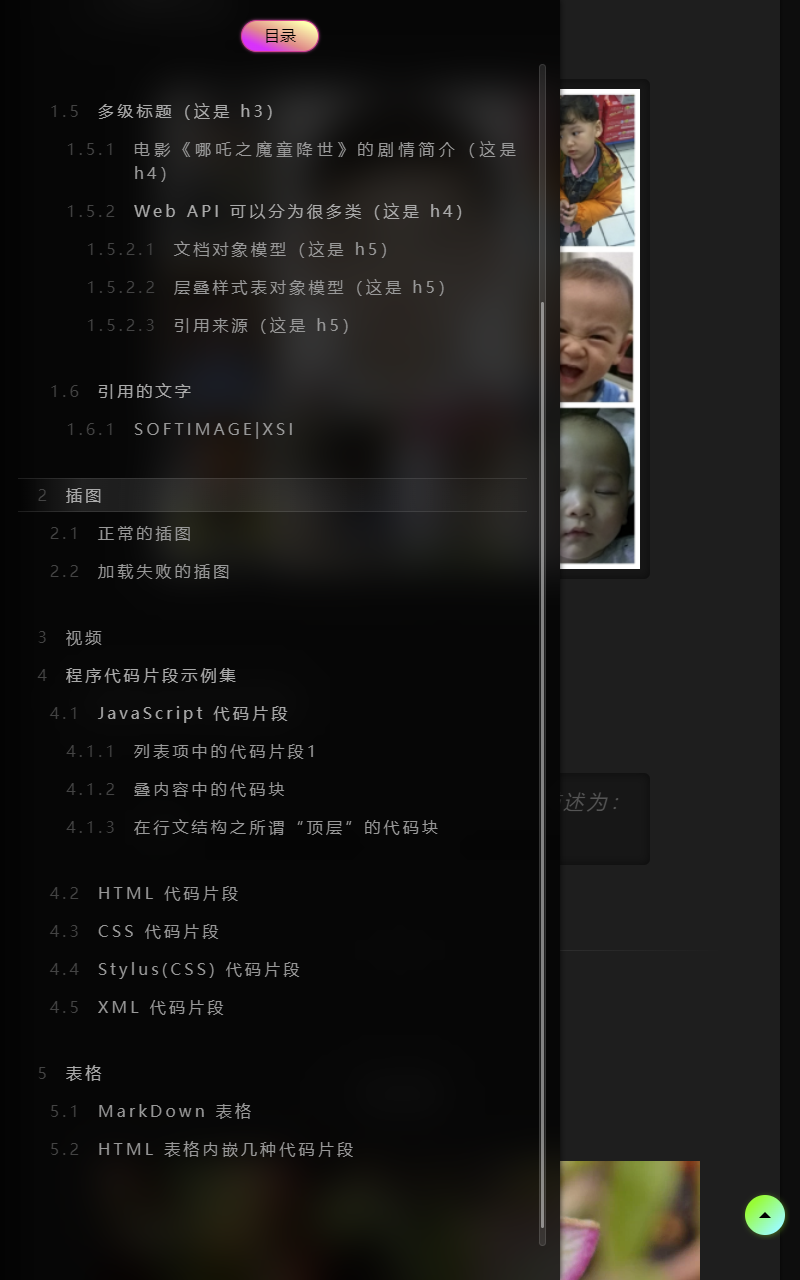 目录
1.5 多级标题（这是 h3）
1.5.1 电影《哪吒之魔童降世》的剧情简介（这是
h4）
1.5.2 Web API 可以分为很多类（这是 h4）
1.5.2.1 文档对象模型（这是 h5）
1.5.2.2 层叠样式表对象模型（这是 h5）
1.5.2.3 引用来源（这是 h5）
1.6 引用的文字
1.6.1 SOFTIMAGE|XSI
2 插图
2.1 正常的插图
2.2 加载失败的插图
3 视频
4 程序代码片段示例集
4.1 JavaScript 代码片段
4.1.1 列表项中的代码片段1
4.1.2 叠内容中的代码块
4.1.3 在行文结构之所谓“顶层”的代码块
述为：
4.2 HTML 代码片段
4.3 CSS 代码片段
4.4 Stylus(CSS) 代码片段
4.5 XML 代码片段
5 表格
5.1 MarkDown 表格
5.2 HTML 表格内嵌几种代码片段